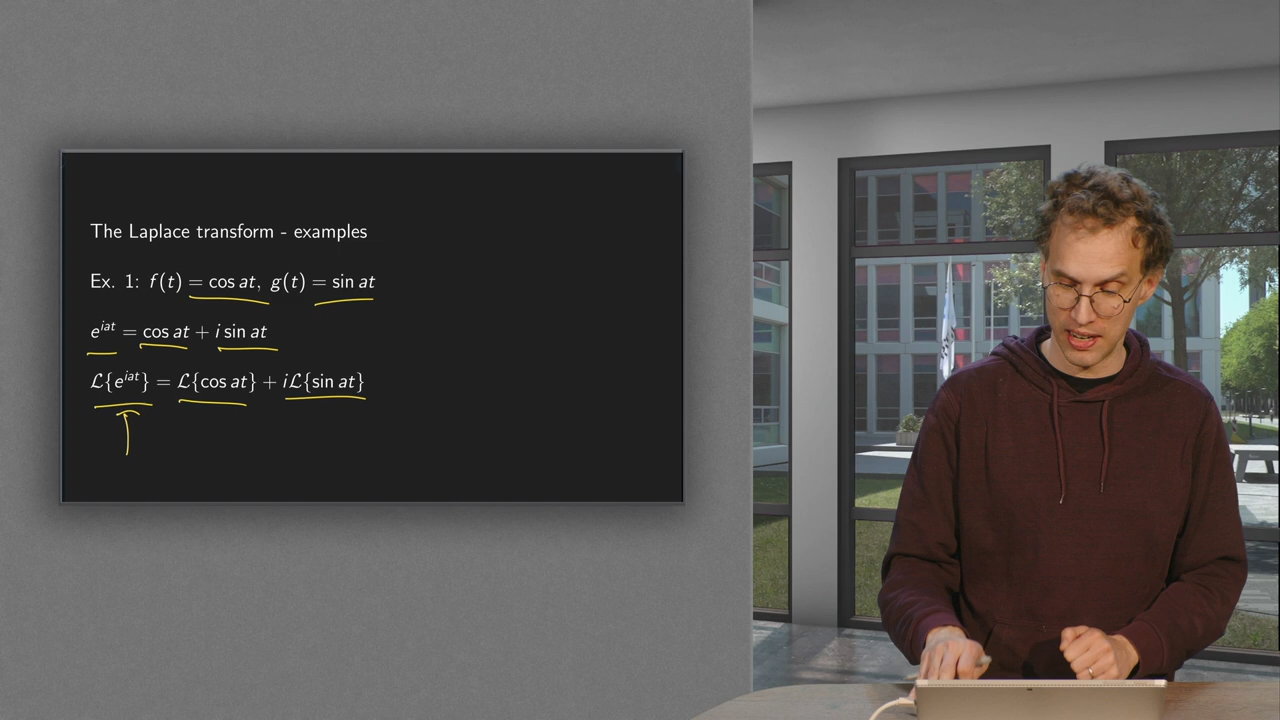 The Laplace transform - examples
Ex. 1: f(t) = cos at, g(t) = sin at
e^{iat} = cos at + i sin at
ℒ{e^{iat}} = ℒ{cos at} + iℒ{sin at}